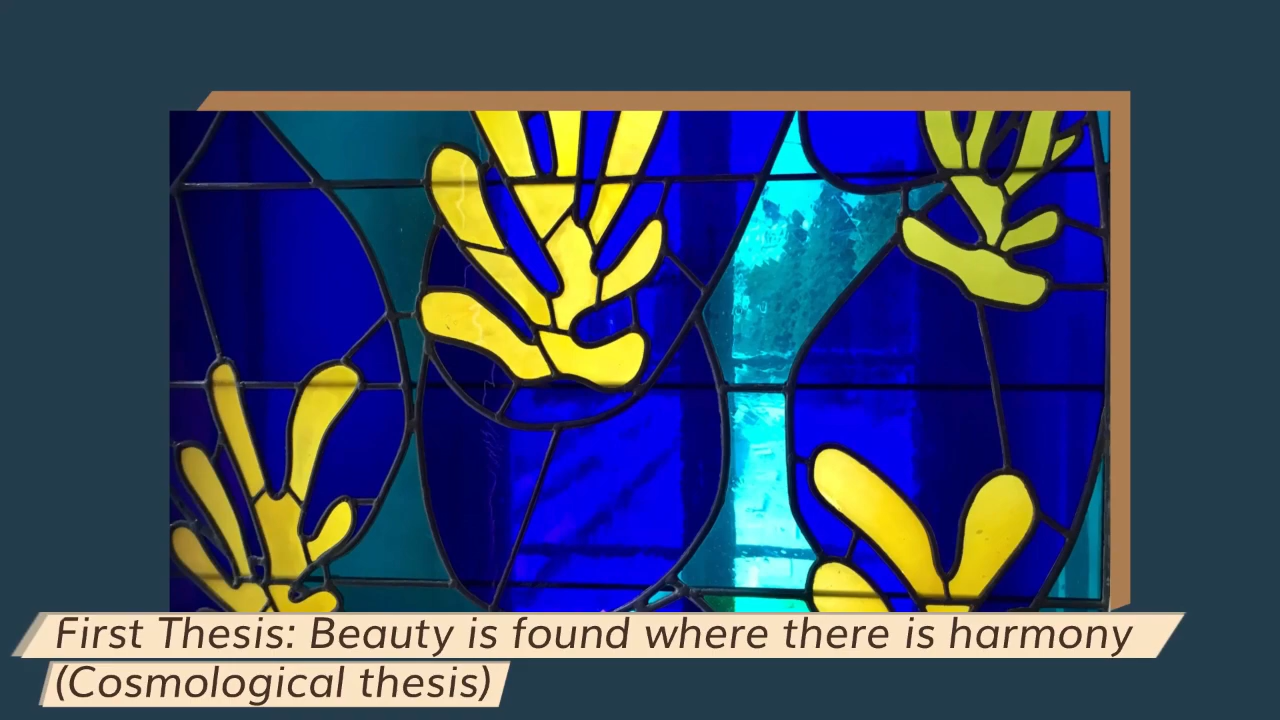 First Thesis: Beauty is found where there is harmony
(Cosmological thesis)